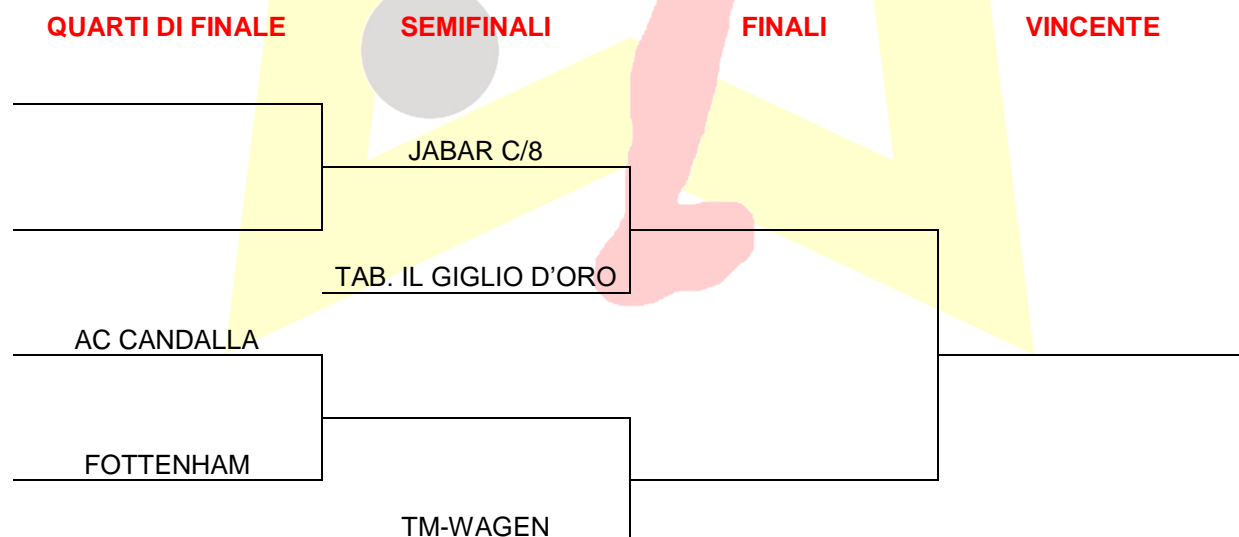 QUARTI DI FINALE SEMIFINALI FINALI VINCENTE
JABAR C/8
TAB. IL GIGLIO D’ORO
AC CANDALLA
FOTTENHAM
TM-WAGEN